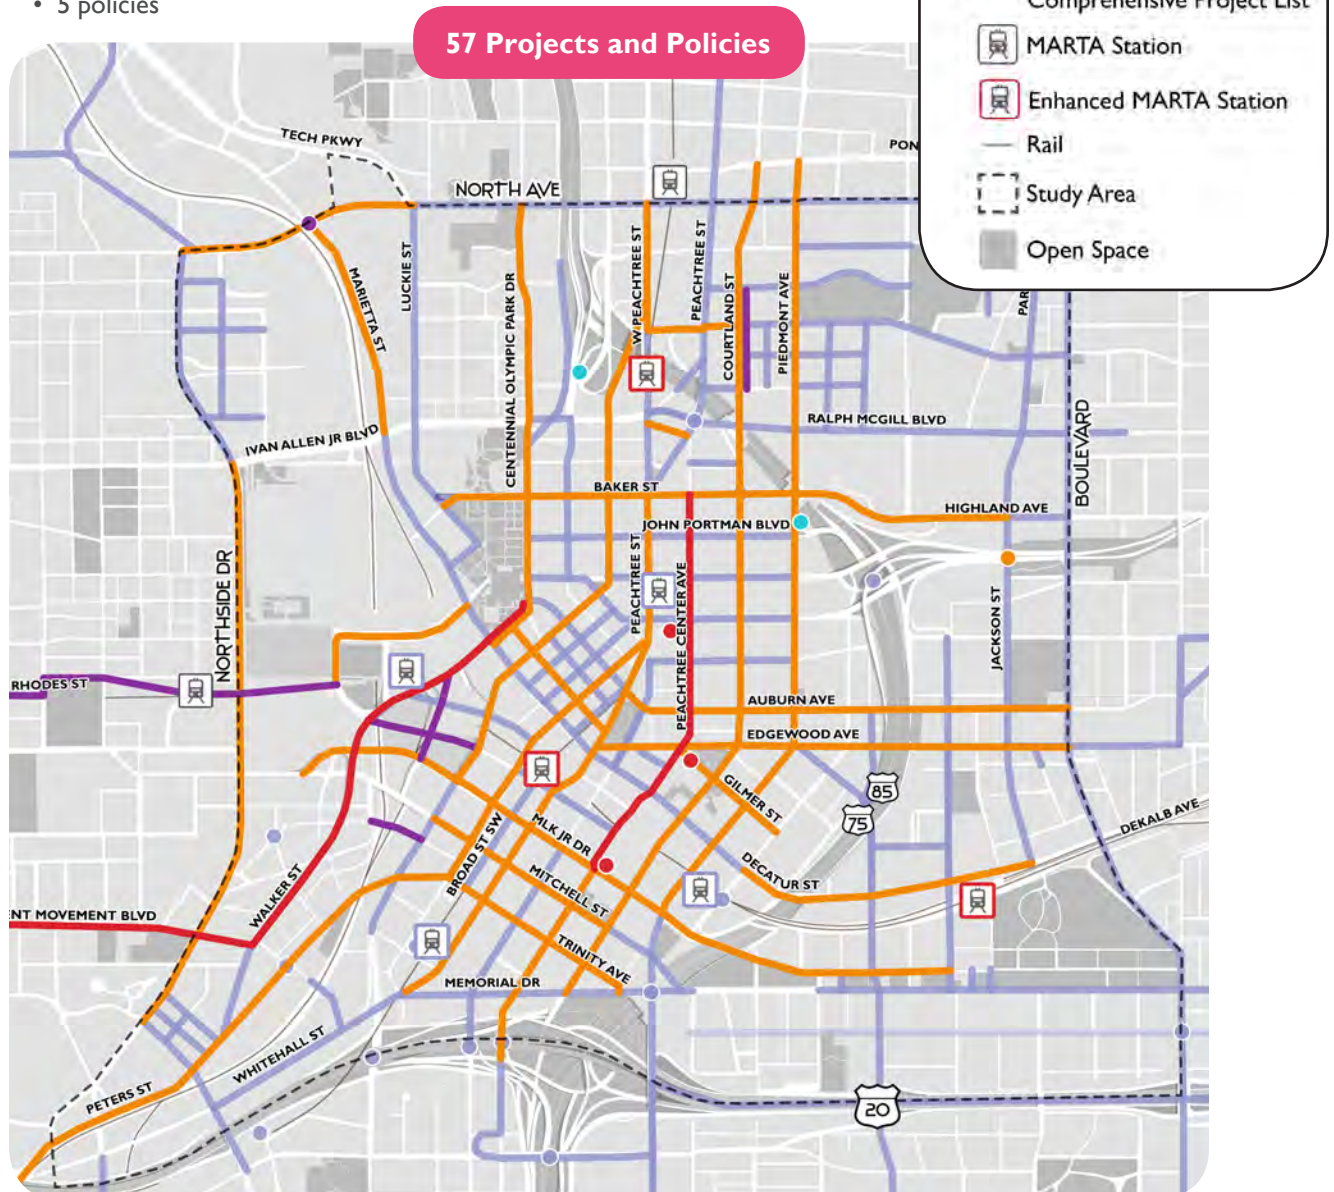 • 5 policies
57 Projects and Policies
Comprehensive Project List
MARTA Station
Enhanced MARTA Station
Rail
Study Area
Open Space
TECH PKWY
PON
NORTH AVE
LUCKIE ST
MARIETTA ST
CENTENNIAL OLYMPIC PARK DR
W PEACHTREE ST
PEACHTREE ST
COURTLAND ST
PIEDMONT AVE
PAR
BOULEVARD
RALPH MCGILL BLVD
IVAN ALLEN JR BLVD
BAKER ST
HIGHLAND AVE
JOHN PORTMAN BLVD
NORTHSIDE DR
PEACHTREE ST
PEACHTREE CENTER AVE
JACKSON ST
RHODES ST
AUBURN AVE
EDGEWOOD AVE
85
75
GILMER ST
DEKALB AVE
MLK JR DR
BROAD ST SW
MITCHELL ST
DECATUR ST
WALKER ST
ENT MOVEMENT BLVD
TRINITY AVE
MEMORIAL DR
WHITEHALL ST
PETERS ST
20